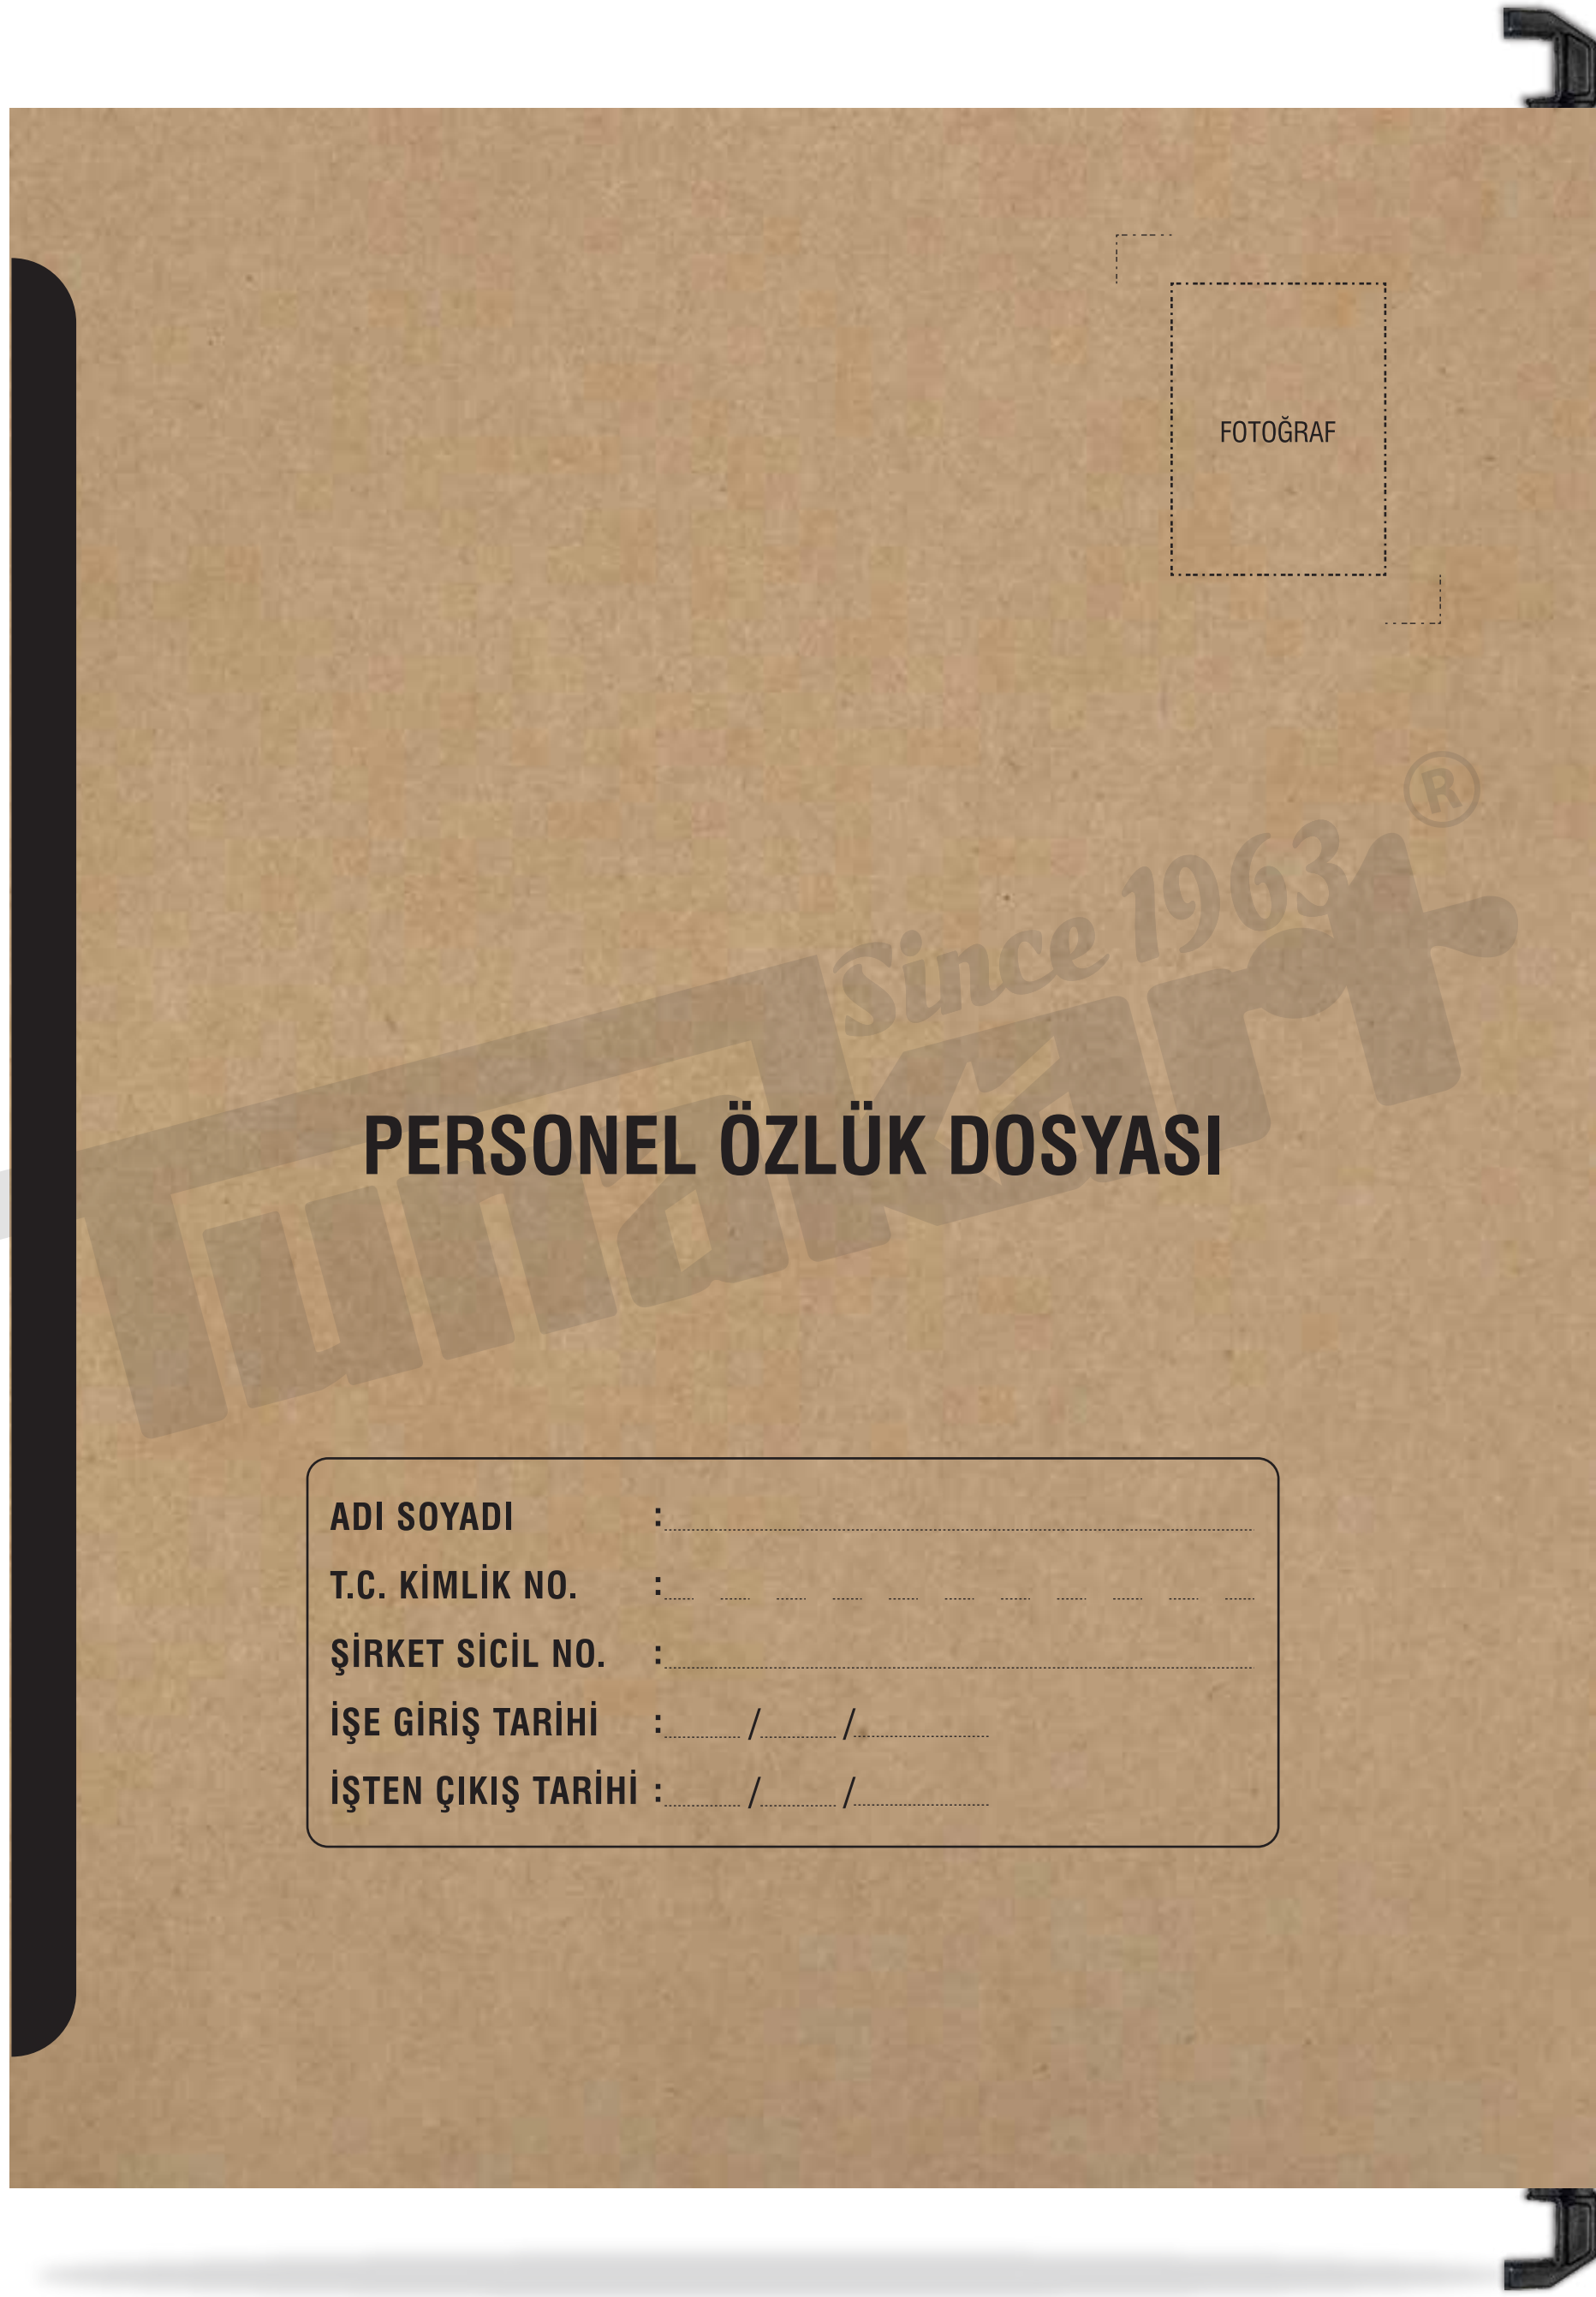 FOTOĞRAF
®
Since 1963
Tunakart
PERSONEL ÖZLÜK DOSYASI
ADI SOYADI :
T.C. KİMLİK NO. :
ŞİRKET SİCİL NO. :
İŞE GİRİŞ TARİHİ : / /
İŞTEN ÇIKIŞ TARİHİ : / /